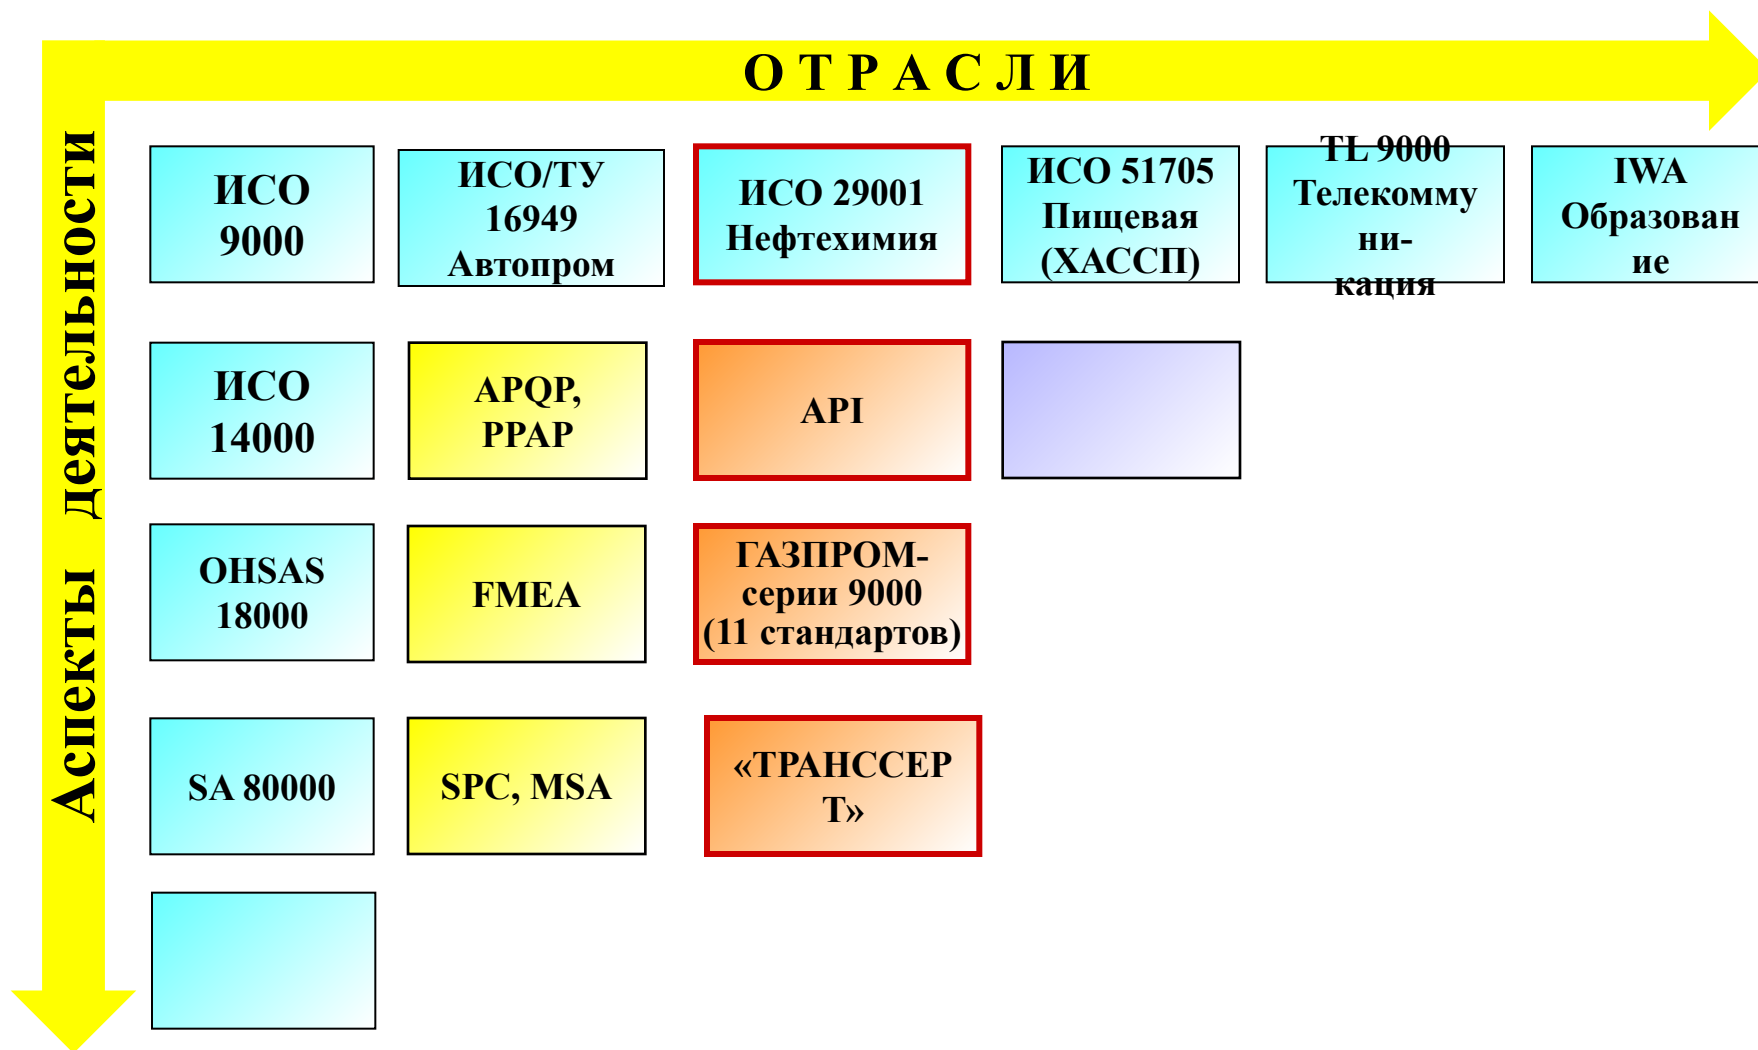 О Т Р А С Л И
Аспекты деятельности
ИСО
9000
ИСО/ТУ
16949
Автопром
ИСО 29001
Нефтехимия
ИСО 51705
Пищевая
(ХАССП)
TL 9000
Телекомму
ни-
кация
IWA
Образован
ие
ИСО
14000
APQP,
PPAP
API
OHSAS
18000
FMEA
ГАЗПРОМ-
серии 9000
(11 стандартов)
SA 80000
SPC, MSA
«ТРАНССЕР
Т»